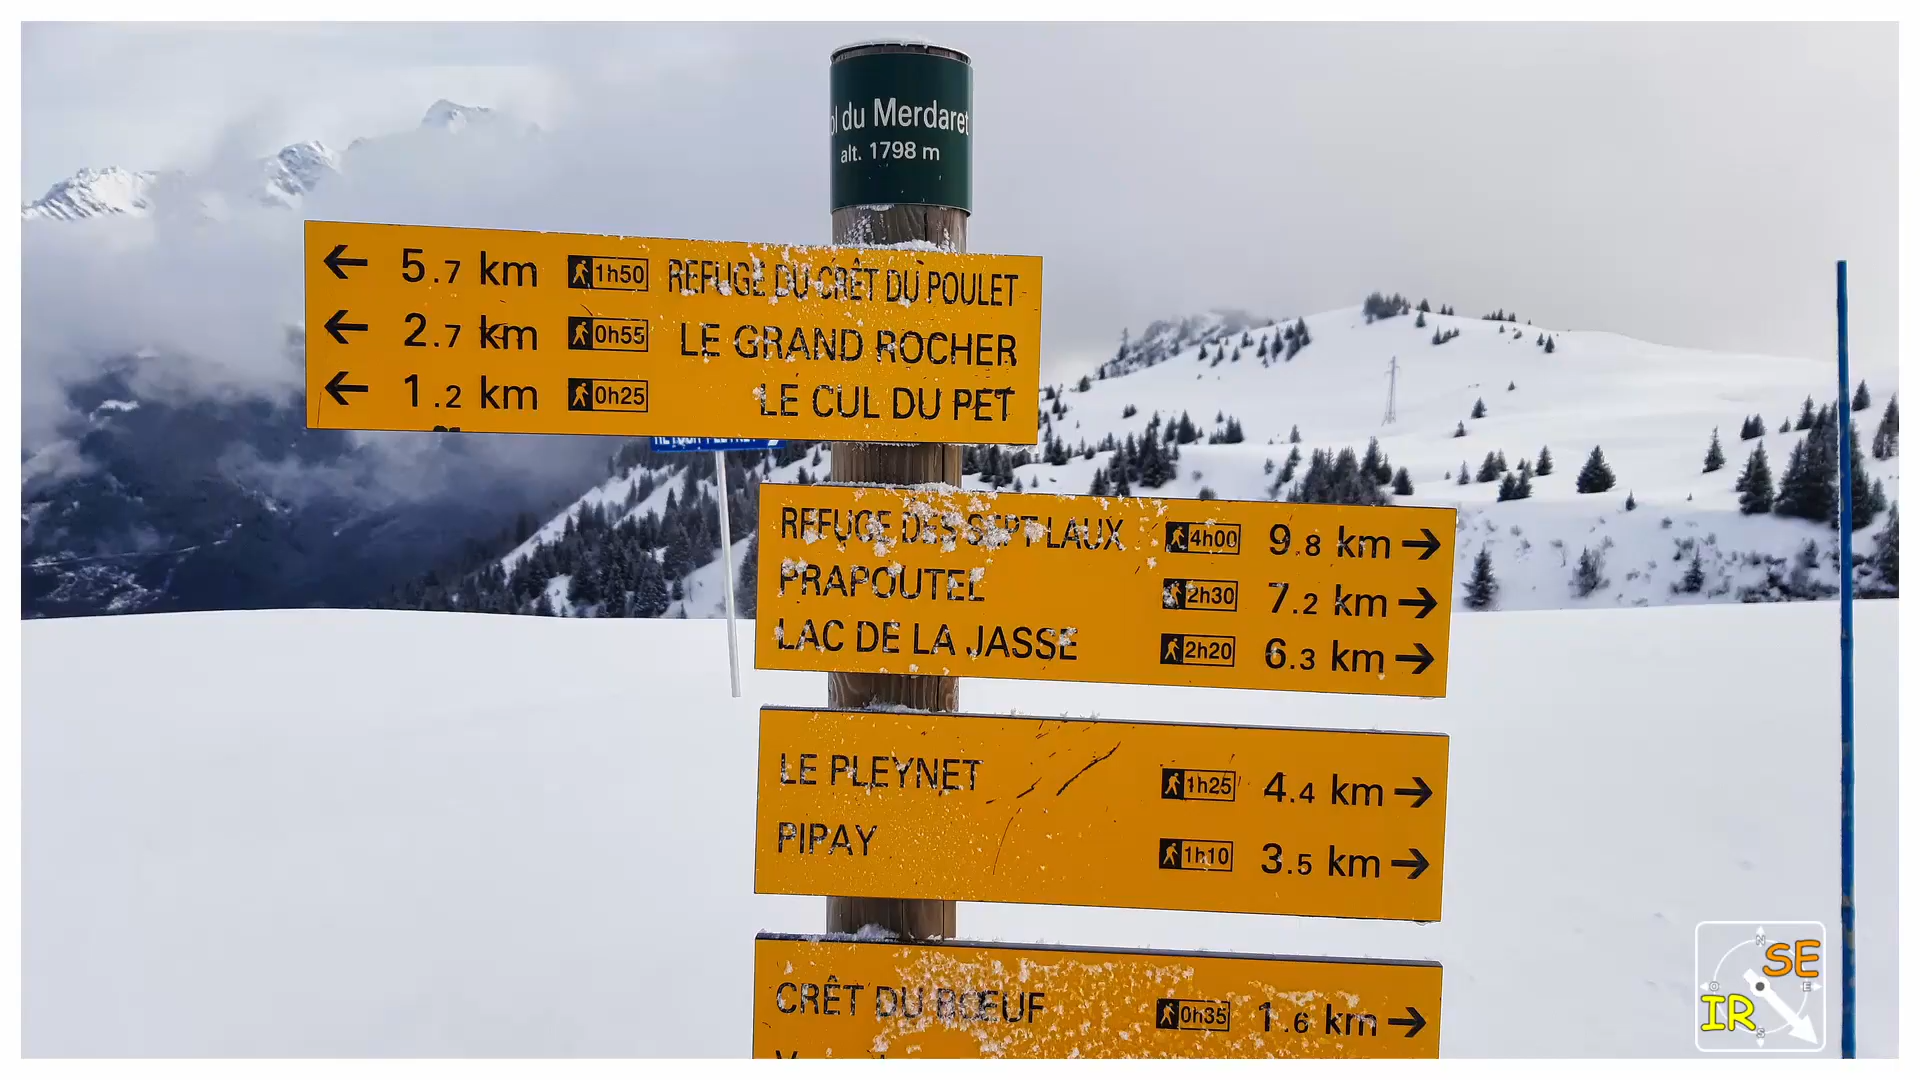 ol du Merdaret
alt. 1798 m
← 5.7 km 1h50 REFUGE DU CRÊT DU POULET
← 2.7 km 0h55 LE GRAND ROCHER
← 1.2 km 0h25 LE CUL DU PET
REFUGE DES SEPT LAUX 4h00 9.8 km →
PRAPOUTEL 2h30 7.2 km →
LAC DE LA JASSE 2h20 6.3 km →
LE PLEYNET 1h25 4.4 km →
PIPAY 1h10 3.5 km →
CRÊT DU BŒUF 0h35 1.6 km →
N
SE
O E
IR
S